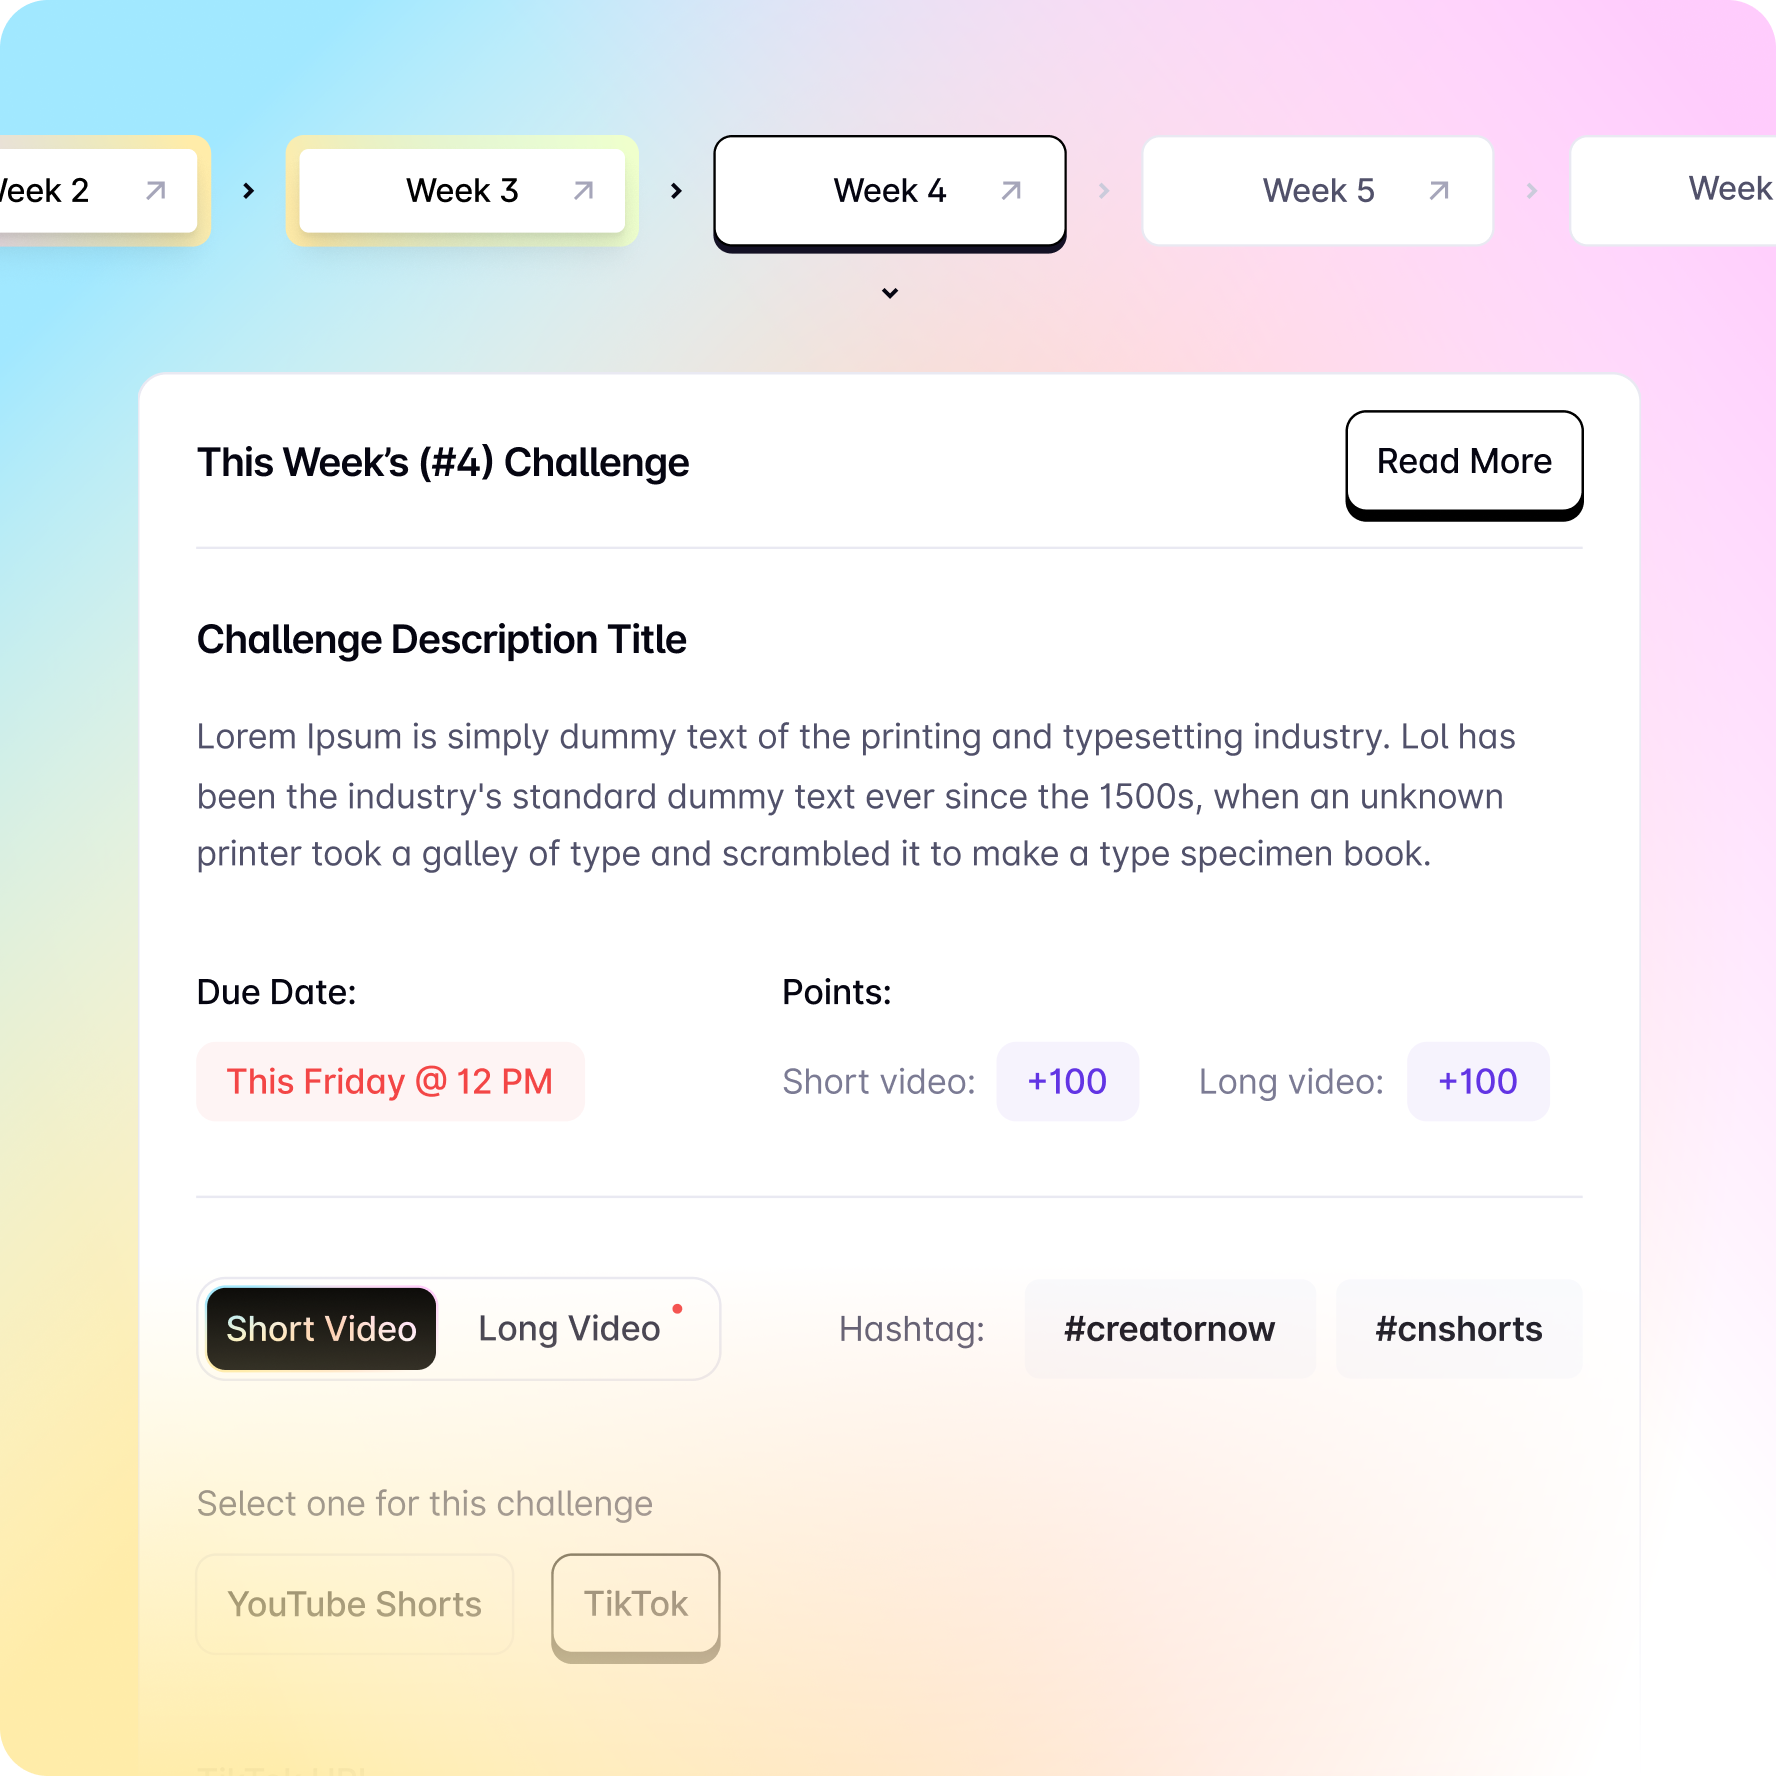 Week 2
Week 3
Week 4
Week 5
Week
This Week's (#4) Challenge
Read More
Challenge Description Title
Lorem Ipsum is simply dummy text of the printing and typesetting industry. Lol has
been the industry's standard dummy text ever since the 1500s, when an unknown
printer took a galley of type and scrambled it to make a type specimen book.
Due Date:
Points:
This Friday @ 12 PM
Short video:
+100
Long video:
+100
Short Video
Long Video
Hashtag:
#creatornow
#cnshorts
Select one for this challenge
YouTube Shorts
TikTok
TikTok URL